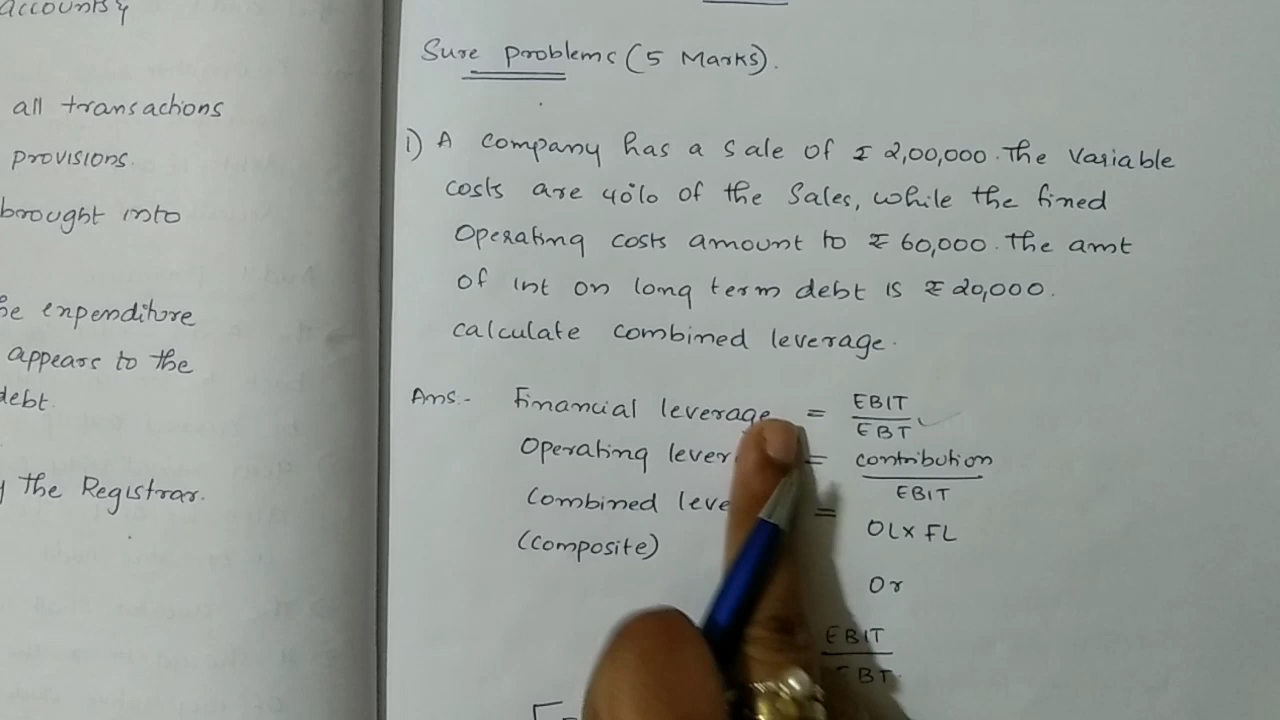 accounts y
all transactions
provisions.
brought into
expenditure
appears to the
debt.
the Registrar.
Sure problems (5 Marks).
1) A company has a sale of ₹ 2,00,000. The variable
costs are 40% of the Sales, while the fixed
Operating costs amount to ₹ 60,000. The amt
of int on long term debt is ₹ 20,000.
calculate combined leverage.
Ans:- Financial leverage = EBIT
EBT
Operating lever = contribution
EBIT
Combined leve = OL x FL
(composite)
Or
EBIT
BT.